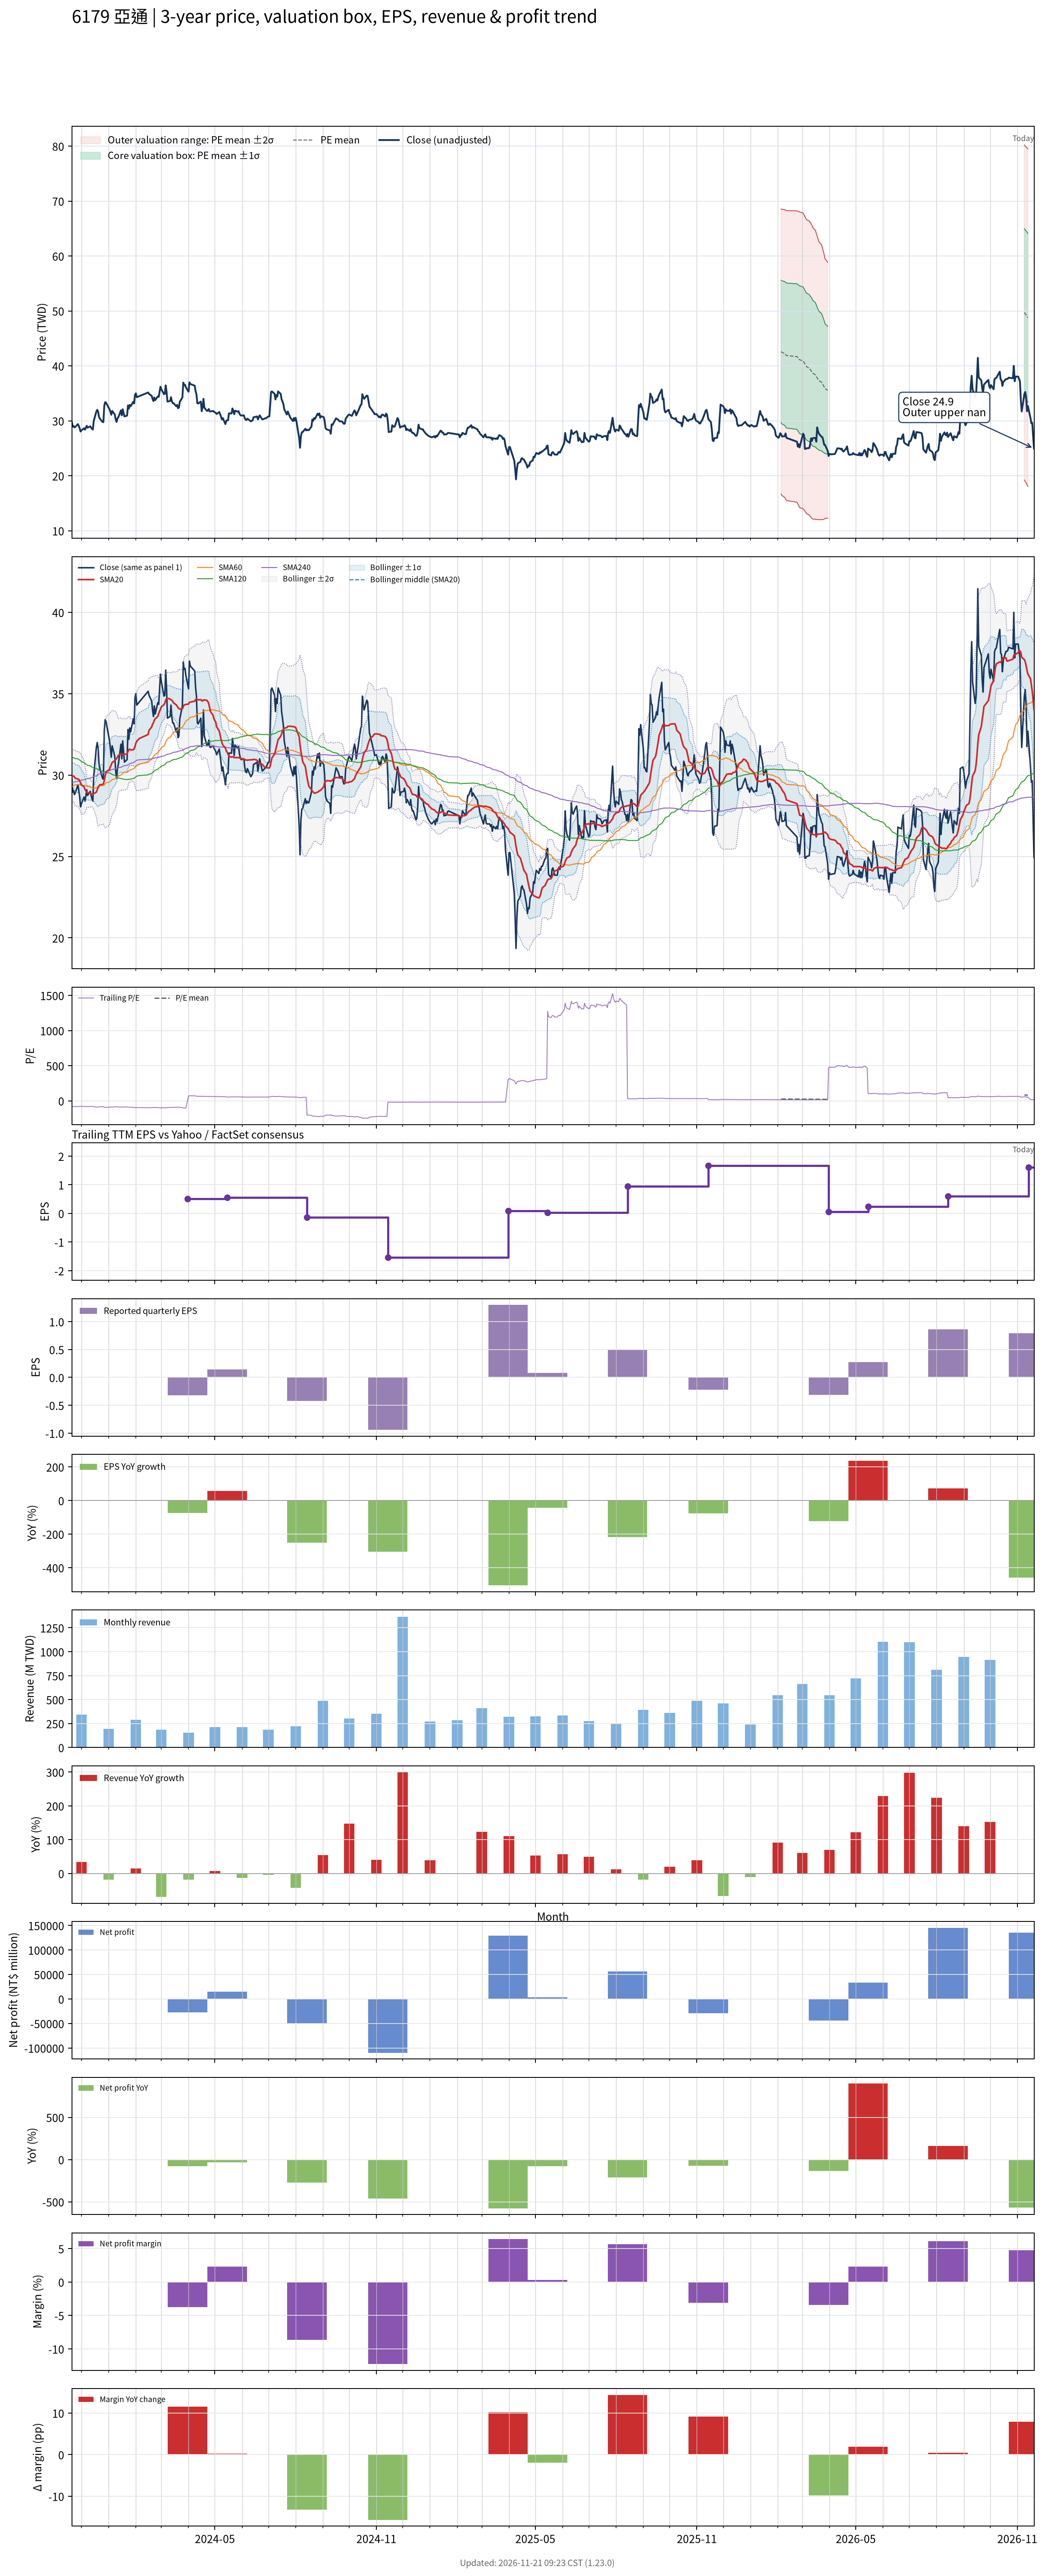 6179 亞通 | 3-year price, valuation box, EPS, revenue & profit trend
Outer valuation range: PE mean ±2σ
PE mean
Close (unadjusted)
Core valuation box: PE mean ±1σ
Today
80
70
60
50
40
30
20
10
Price (TWD)
Close 24.9
Outer upper nan
Close (same as panel 1)
SMA20
SMA60
SMA120
SMA240
Bollinger ±2σ
Bollinger ±1σ
Bollinger middle (SMA20)
40
35
30
25
20
Price
Trailing P/E
P/E mean
1500
1000
500
0
P/E
Trailing TTM EPS vs Yahoo / FactSet consensus
Today
2
1
0
-1
-2
EPS
Reported quarterly EPS
1.0
0.5
0.0
-0.5
-1.0
EPS
EPS YoY growth
200
0
-200
-400
YoY (%)
Monthly revenue
1250
1000
750
500
250
0
Revenue (M TWD)
Revenue YoY growth
300
200
100
0
YoY (%)
Month
Net profit
150000
100000
50000
0
-50000
-100000
Net profit (NT$ million)
Net profit YoY
500
0
-500
YoY (%)
Net profit margin
5
0
-5
-10
Margin (%)
Margin YoY change
10
0
-10
Δ margin (pp)
2024-05
2024-11
2025-05
2025-11
2026-05
2026-11
Updated: 2026-11-21 09:23 CST (1.23.0)